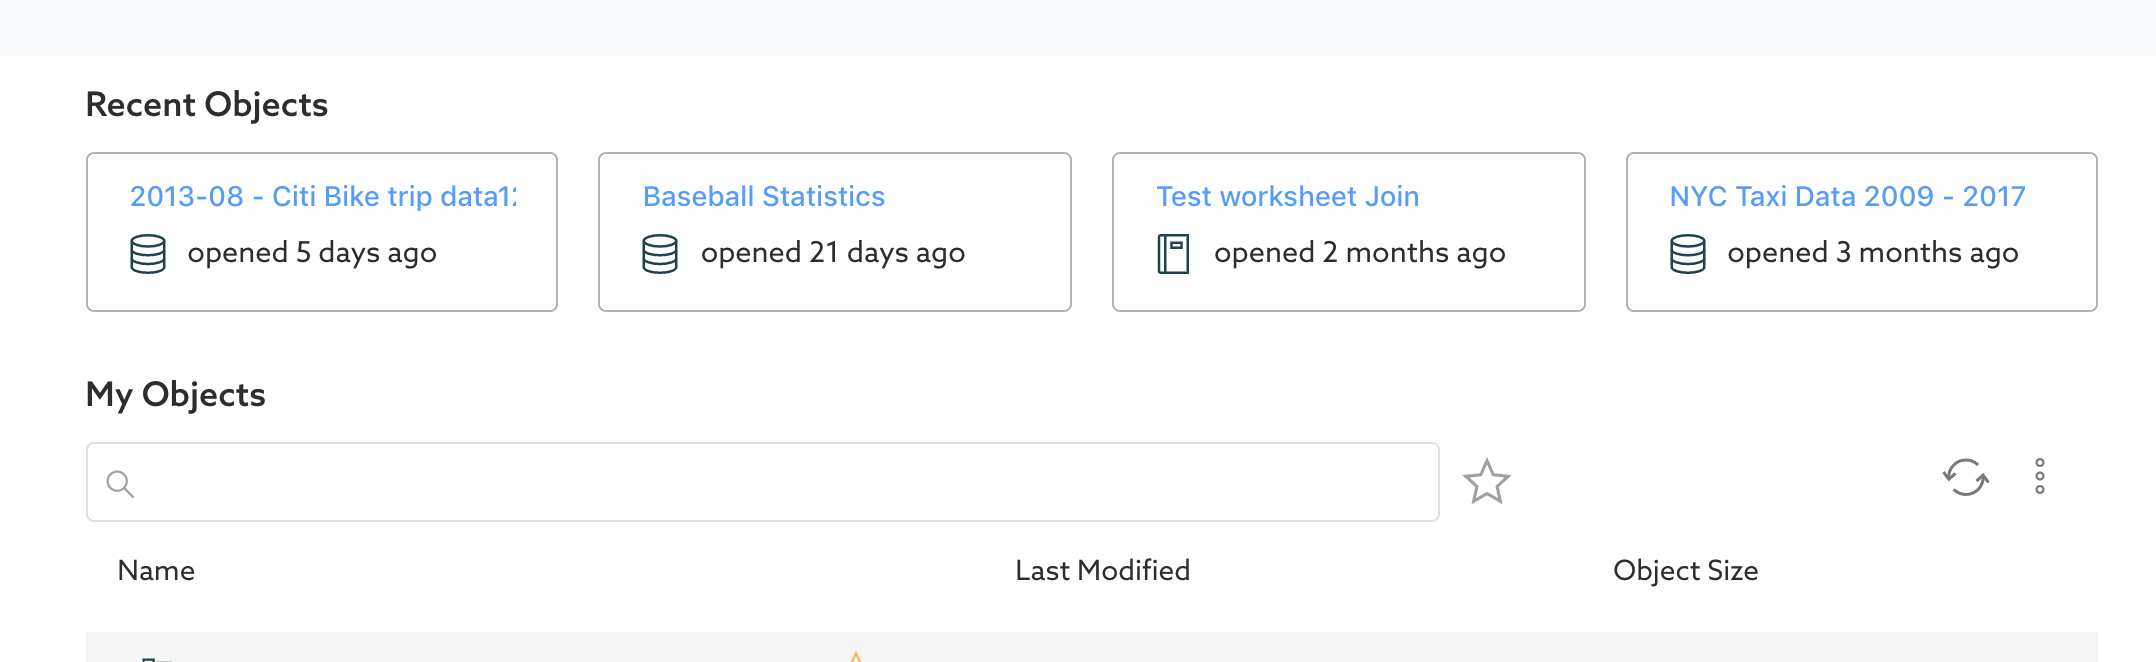 Recent Objects
2013-08 - Citi Bike trip data12
opened 5 days ago
Baseball Statistics
opened 21 days ago
Test worksheet Join
opened 2 months ago
NYC Taxi Data 2009 - 2017
opened 3 months ago
My Objects
Name Last Modified Object Size